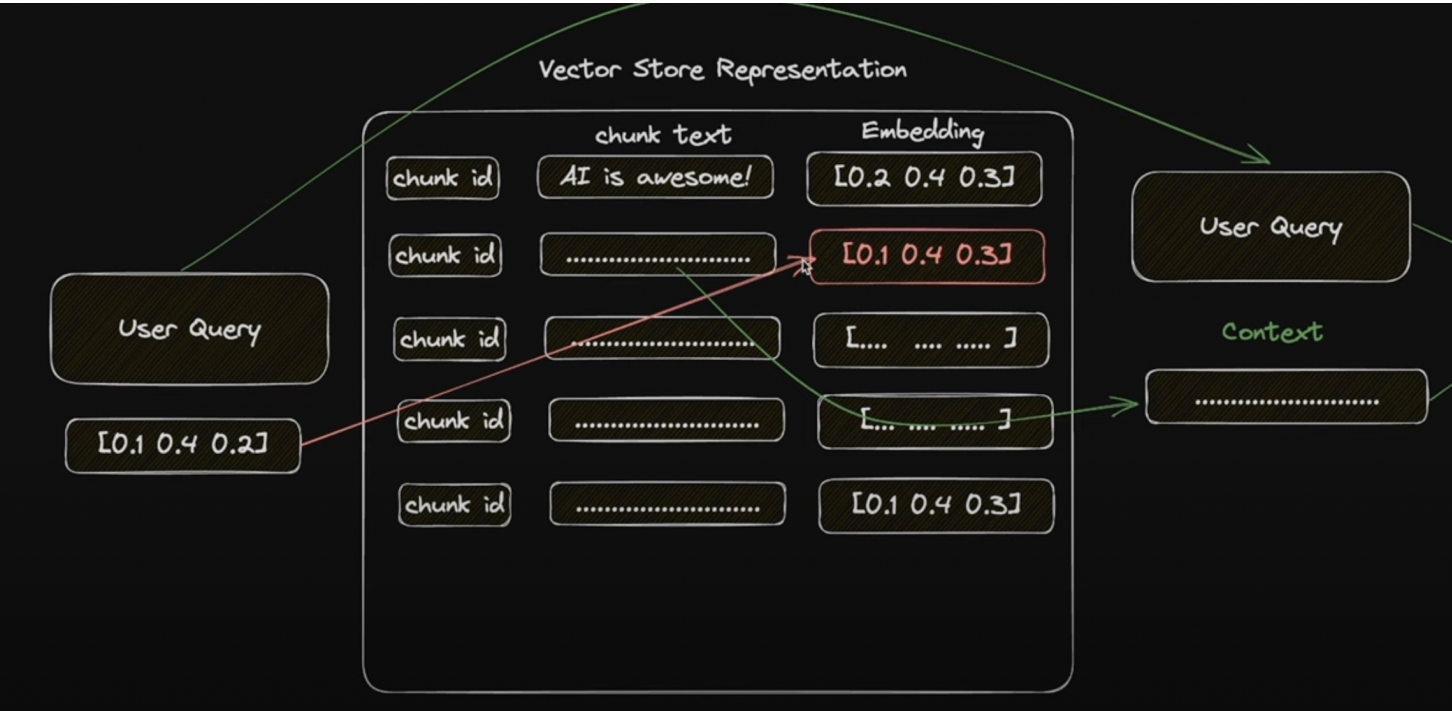 Vector Store Representation
chunk text
Embedding
chunk id
AI is awesome!
[0.2 0.4 0.3]
chunk id
..........................
[0.1 0.4 0.3]
chunk id
..........................
[.... .... ..... ]
chunk id
..........................
[... .... ..... ]
chunk id
..........................
[0.1 0.4 0.3]
User Query
[0.1 0.4 0.2]
User Query
Context
..........................